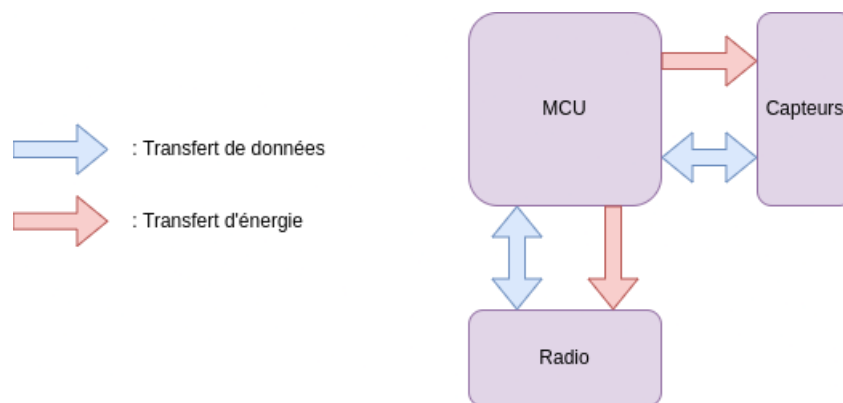 MCU
Capteurs
: Transfert de données
: Transfert d'énergie
Radio